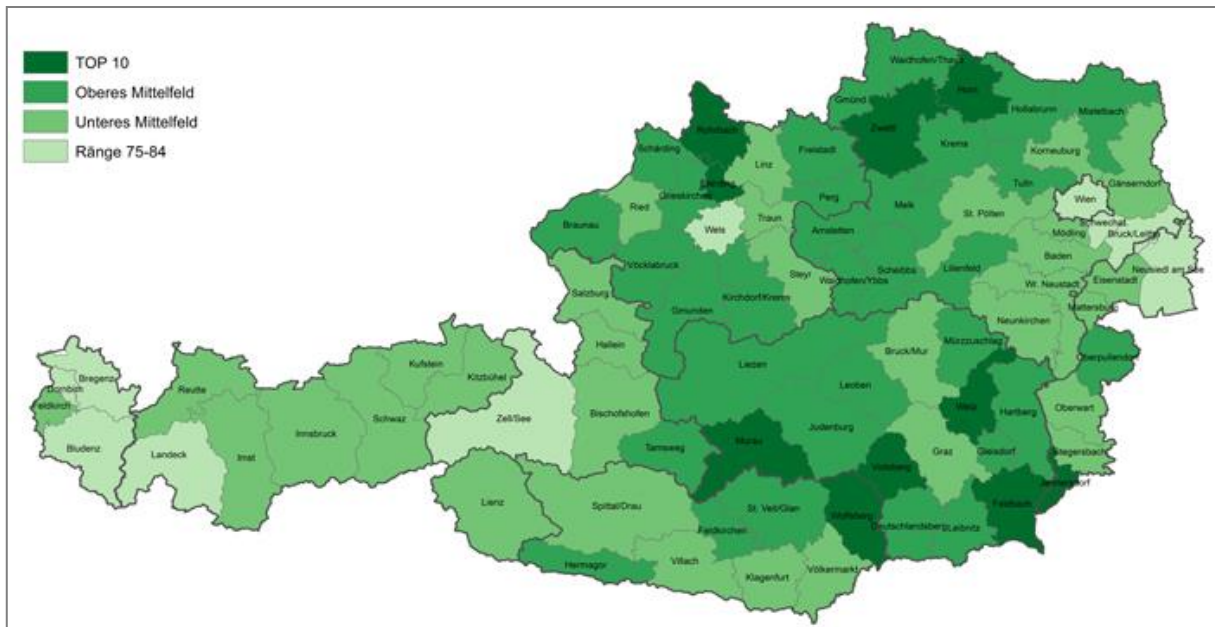 TOP 10
Oberes Mittelfeld
Unteres Mittelfeld
Ränge 75-84
Waidhofen/Thaya
Horn
Gmünd
Hollabrunn
Mistelbach
Zwettl
Rohrbach
Schärding
Linz
Freistadt
Krems
Korneuburg
Eferding
Grieskirchen
Tulln
Gänserndorf
Perg
Melk
Wien
Ried
Traun
St. Pölten
Braunau
Wels
Amstetten
Schwechat
Mödling
Bruck/Leitha
Baden
Vöcklabruck
Steyr
Scheibbs
Lilienfeld
Neusiedl am See
Waidhofen/Ybbs
Eisenstadt
Wr. Neustadt
Salzburg
Kirchdorf/Krems
Mattersburg
Gmunden
Neunkirchen
Hallein
Mürzzuschlag
Bruck/Mur
Oberpullendorf
Kufstein
Liezen
Bregenz
Kitzbühel
Dornbirn
Reutte
Leoben
Feldkirch
Weiz
Hartberg
Oberwart
Schwaz
Bischofshofen
Zell/See
Innsbruck
Judenburg
Bludenz
Landeck
Imst
Tamsweg
Murau
Graz
Gleisdorf
Stegersbach
Voitsberg
Jennersdorf
Lienz
Spittal/Drau
St. Veit/Glan
Feldbach
Wolfsberg
Feldkirchen
Deutschlandsberg
Leibnitz
Hermagor
Villach
Völkermarkt
Klagenfurt